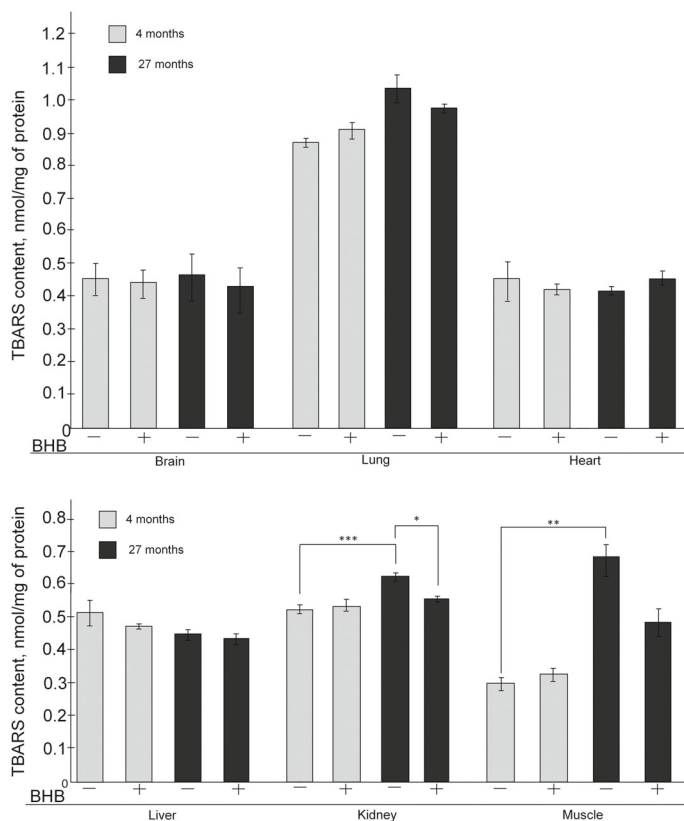 TBARS content, nmol/mg of protein
1.2
1.1
1.0
0.9
0.8
0.7
0.6
0.5
0.4
0.3
0.2
0.1
0
4 months
27 months
BHB − + − + − + − + − + − +
Brain Lung Heart
TBARS content, nmol/mg of protein
0.8
0.7
0.6
0.5
0.4
0.3
0.2
0.1
0
4 months
27 months
*** * **
BHB − + − + − + − + − + − +
Liver Kidney Muscle